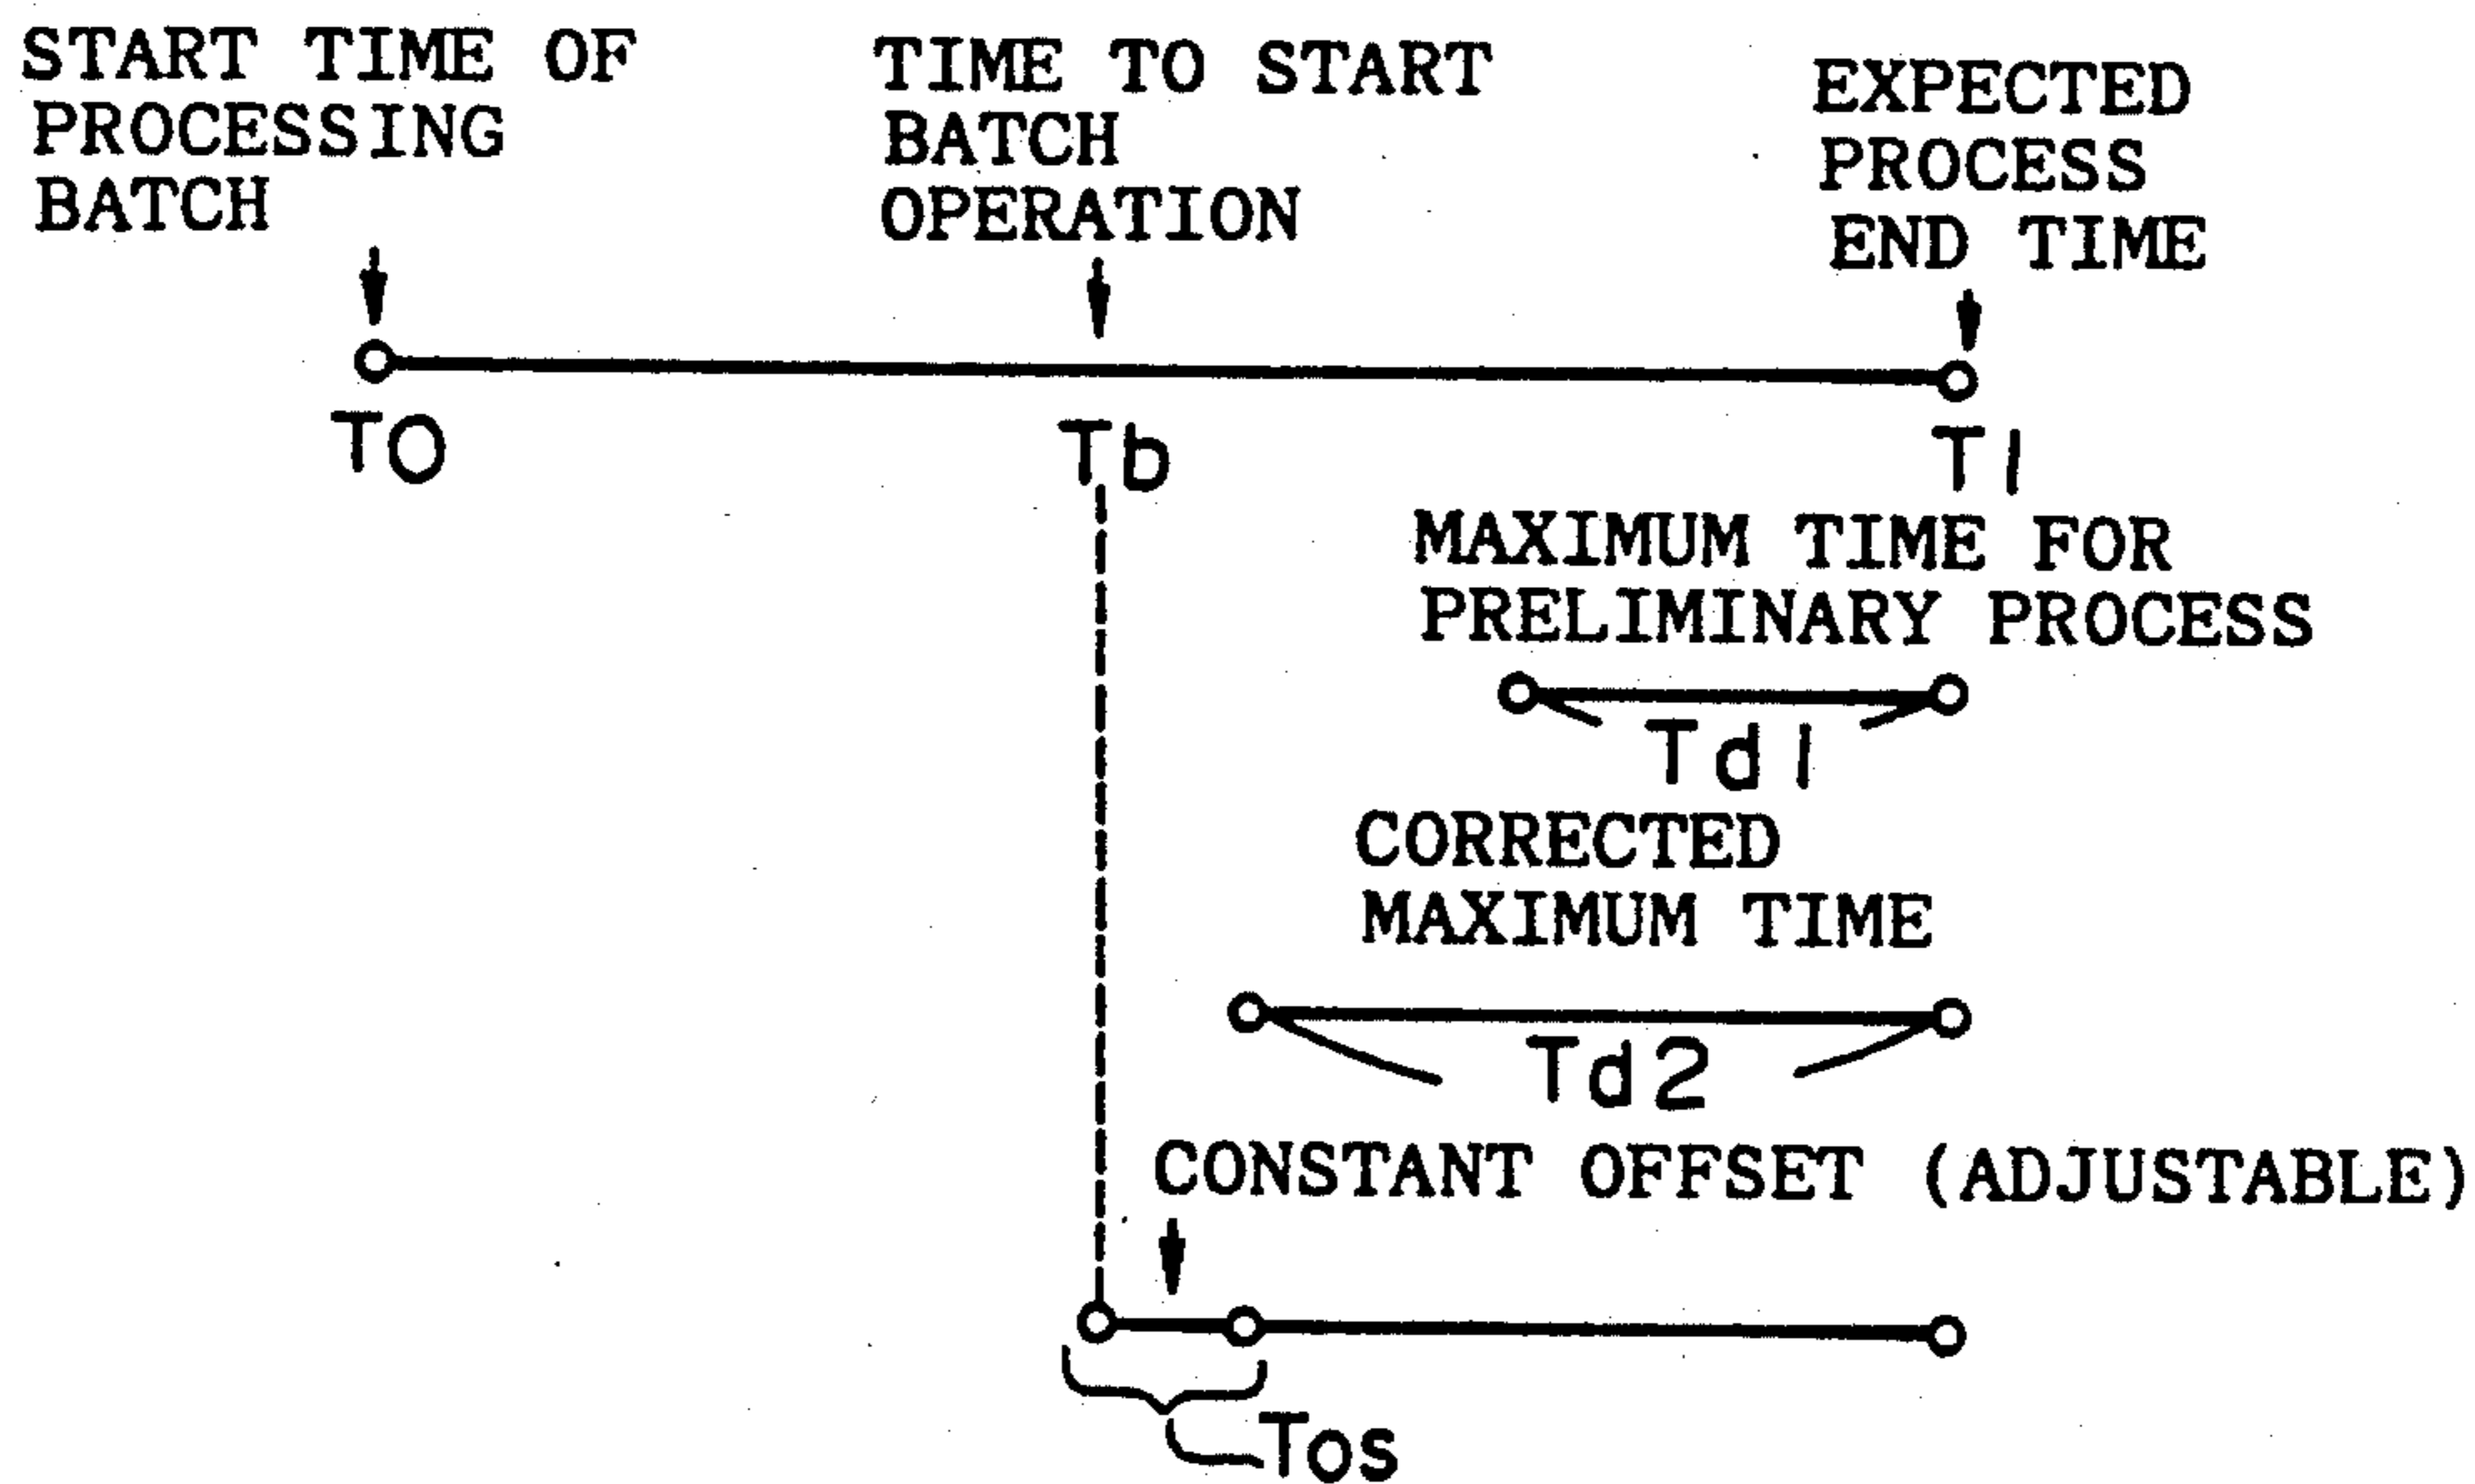 START TIME OF
PROCESSING
BATCH
TIME TO START
BATCH
OPERATION
EXPECTED
PROCESS
END TIME
T0
Tb
T1
MAXIMUM TIME FOR
PRELIMINARY PROCESS
Td1
CORRECTED
MAXIMUM TIME
Td2
CONSTANT OFFSET (ADJUSTABLE)
Tos